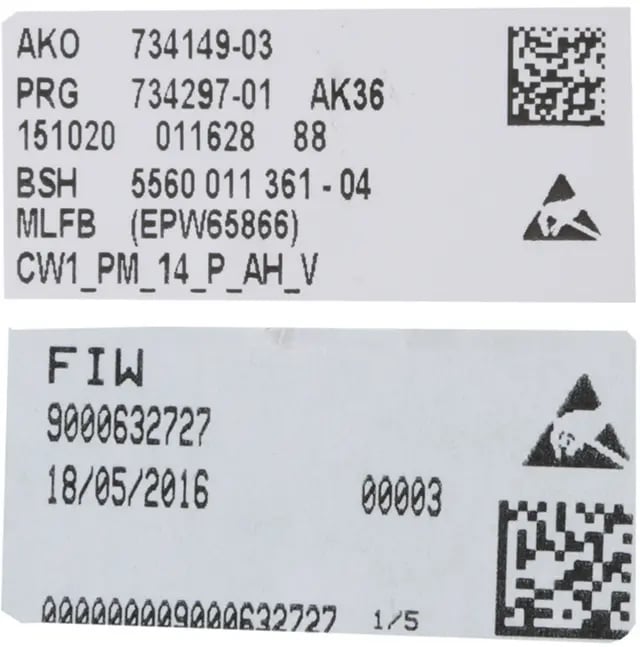 AKO 734149-03
PRG 734297-01 AK36
151020 011628 88
BSH 5560 011 361 - 04
MLFB (EPW65866)
CW1_PM_14_P_AH_V
FIW
9000632727
18/05/2016 00003
000000009000632727 1/5